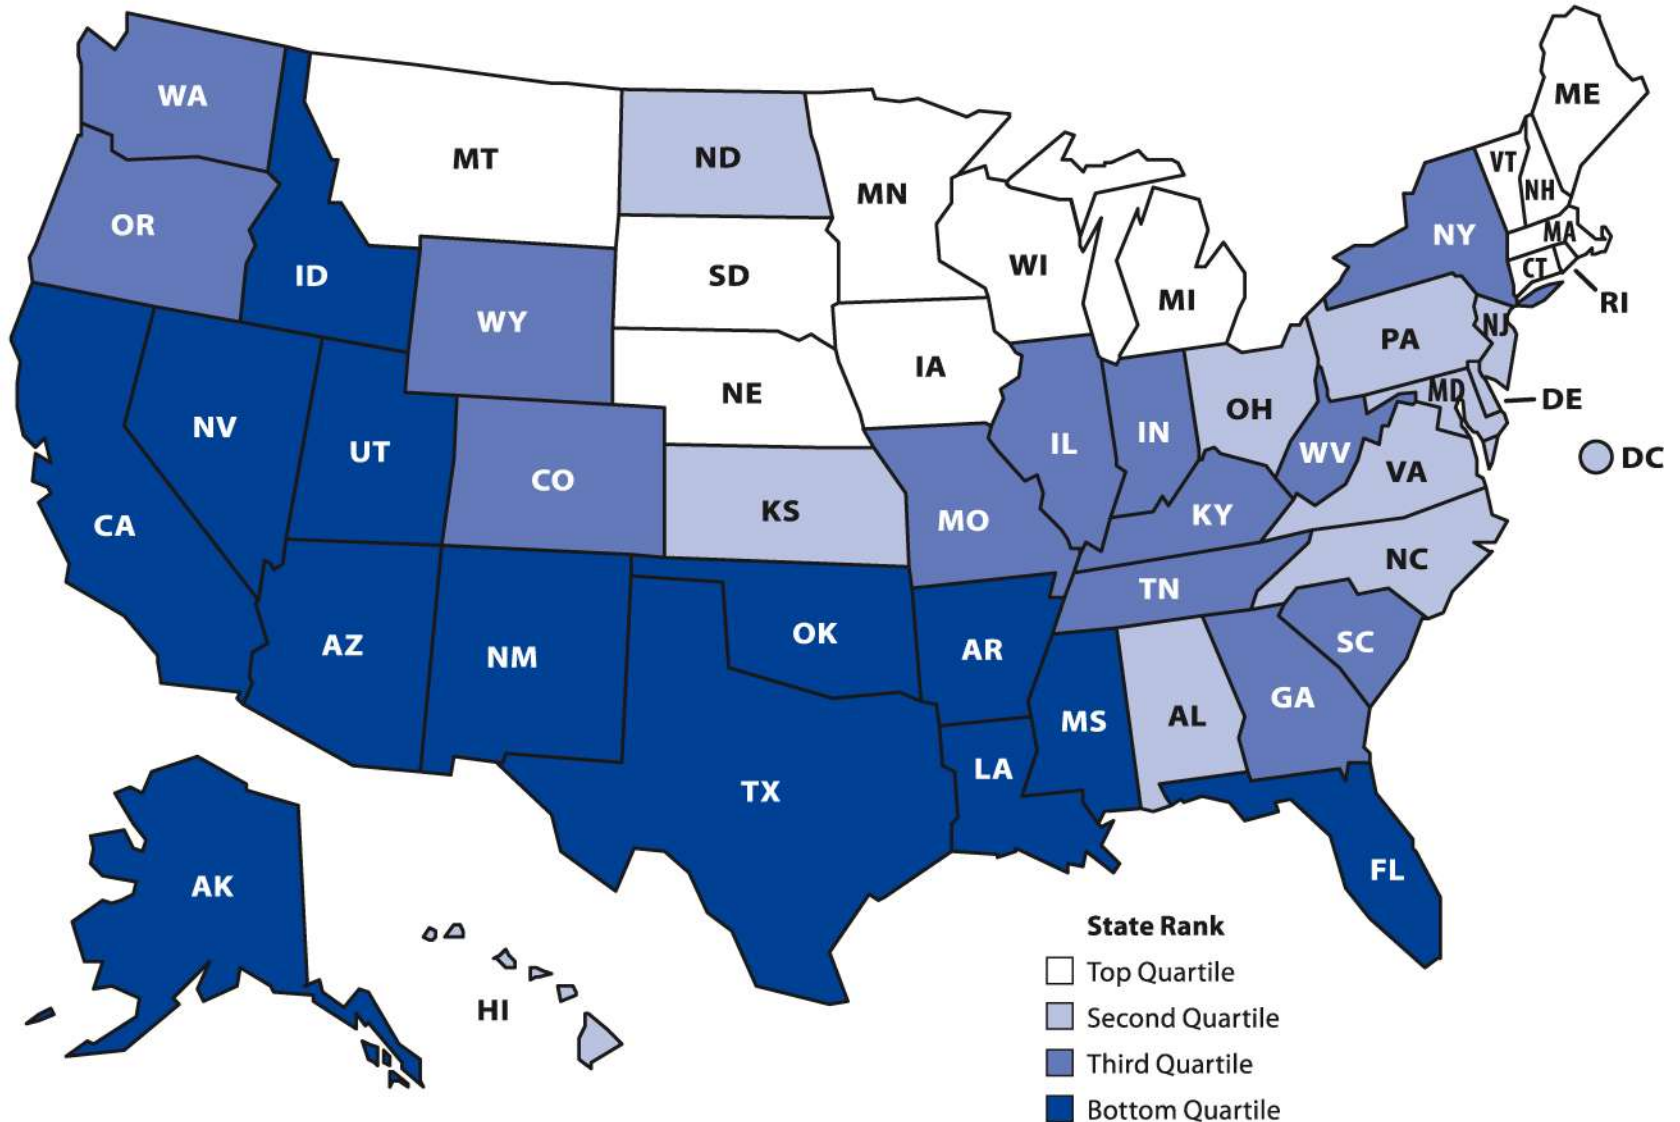 WA
MT
ND
MN
ME
VT
NH
OR
ID
WY
SD
WI
MI
NY
MA
CT
RI
NE
IA
PA
NJ
NV
UT
CO
KS
MO
IL
IN
OH
WV
MD
DE
VA
DC
CA
KY
NC
TN
AZ
NM
OK
AR
SC
MS
AL
GA
TX
LA
FL
AK
HI
State Rank
Top Quartile
Second Quartile
Third Quartile
Bottom Quartile